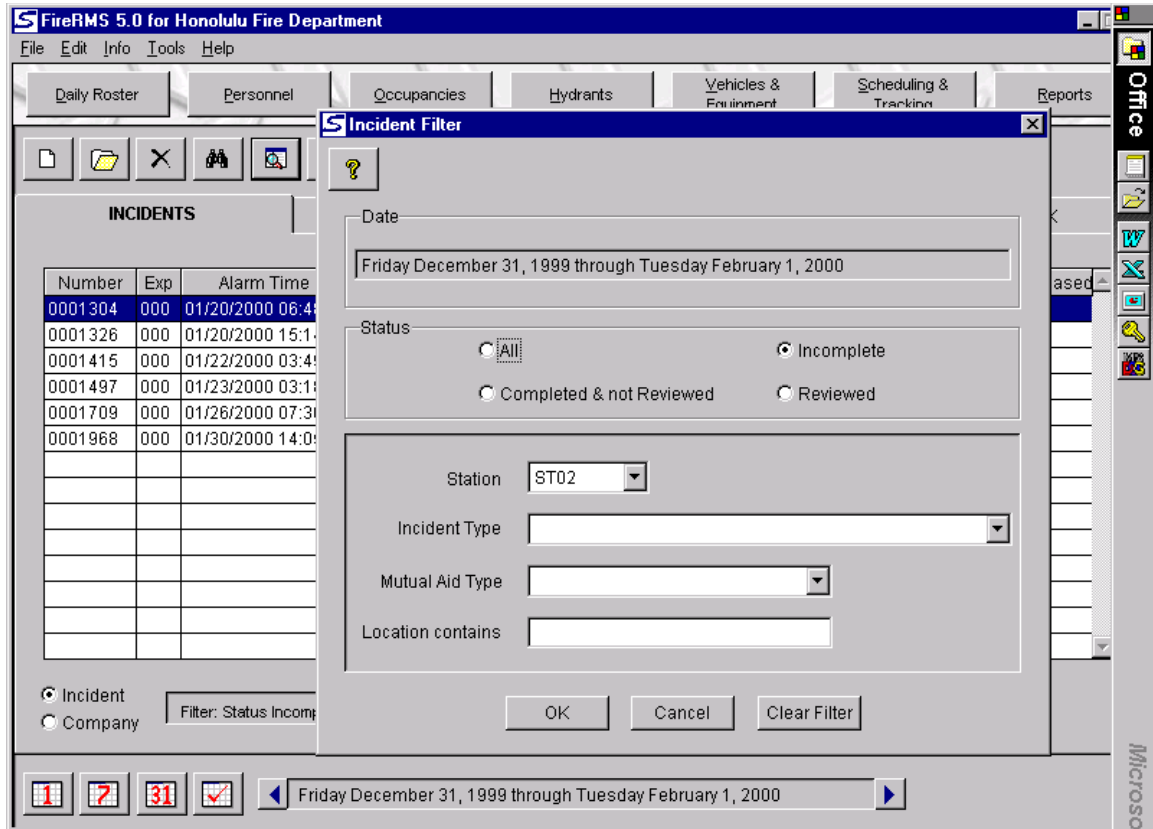 FireRMS 5.0 for Honolulu Fire Department
File Edit Info Tools Help
Daily Roster Personnel Occupancies Hydrants Vehicles & Equipment Scheduling & Tracking Reports
Incident Filter
INCIDENTS
Date
Friday December 31, 1999 through Tuesday February 1, 2000
Number Exp Alarm Time
0001304 000 01/20/2000 06:4
0001326 000 01/20/2000 15:1
0001415 000 01/22/2000 03:4
0001497 000 01/23/2000 03:1
0001709 000 01/26/2000 07:3
0001968 000 01/30/2000 14:0
Status
All Incomplete
Completed & not Reviewed Reviewed
Station ST02
Incident Type
Mutual Aid Type
Location contains
OK Cancel Clear Filter
Incident
Company
Filter: Status Incomp
1 7 31
Friday December 31, 1999 through Tuesday February 1, 2000
Office
Microso